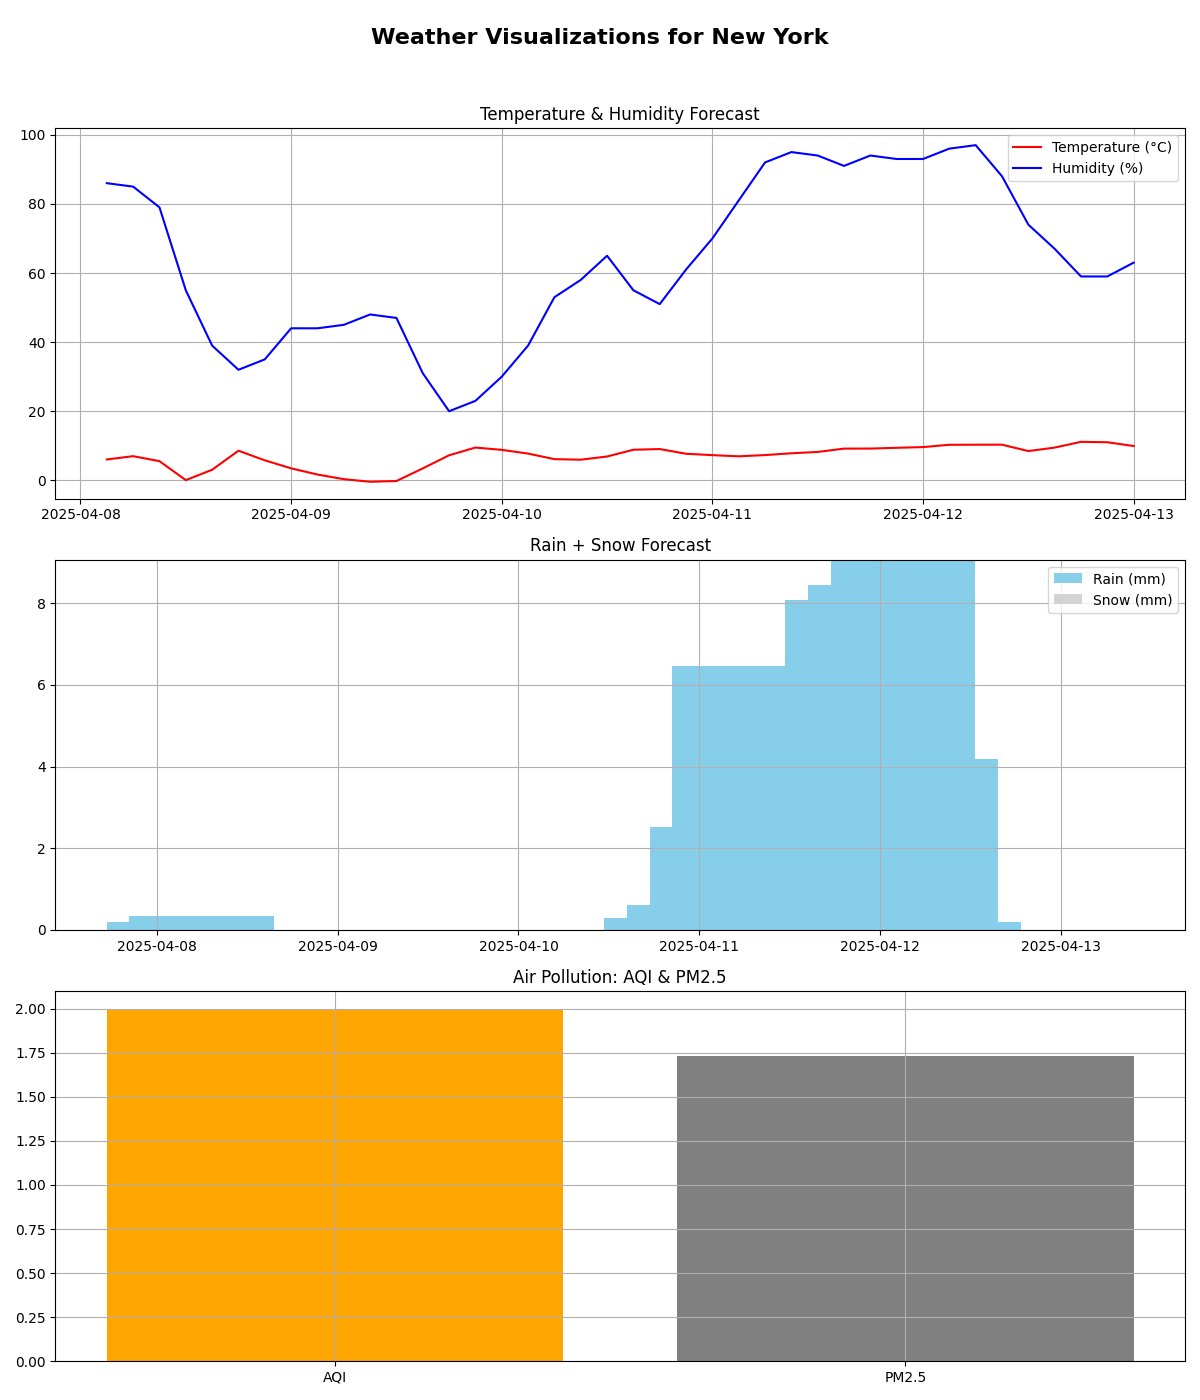 Weather Visualizations for New York
Temperature & Humidity Forecast
100
80
60
40
20
0
Temperature (°C)
Humidity (%)
2025-04-08 2025-04-09 2025-04-10 2025-04-11 2025-04-12 2025-04-13
Rain + Snow Forecast
8
6
4
2
0
Rain (mm)
Snow (mm)
2025-04-08 2025-04-09 2025-04-10 2025-04-11 2025-04-12 2025-04-13
Air Pollution: AQI & PM2.5
2.00
1.75
1.50
1.25
1.00
0.75
0.50
0.25
0.00
AQI PM2.5